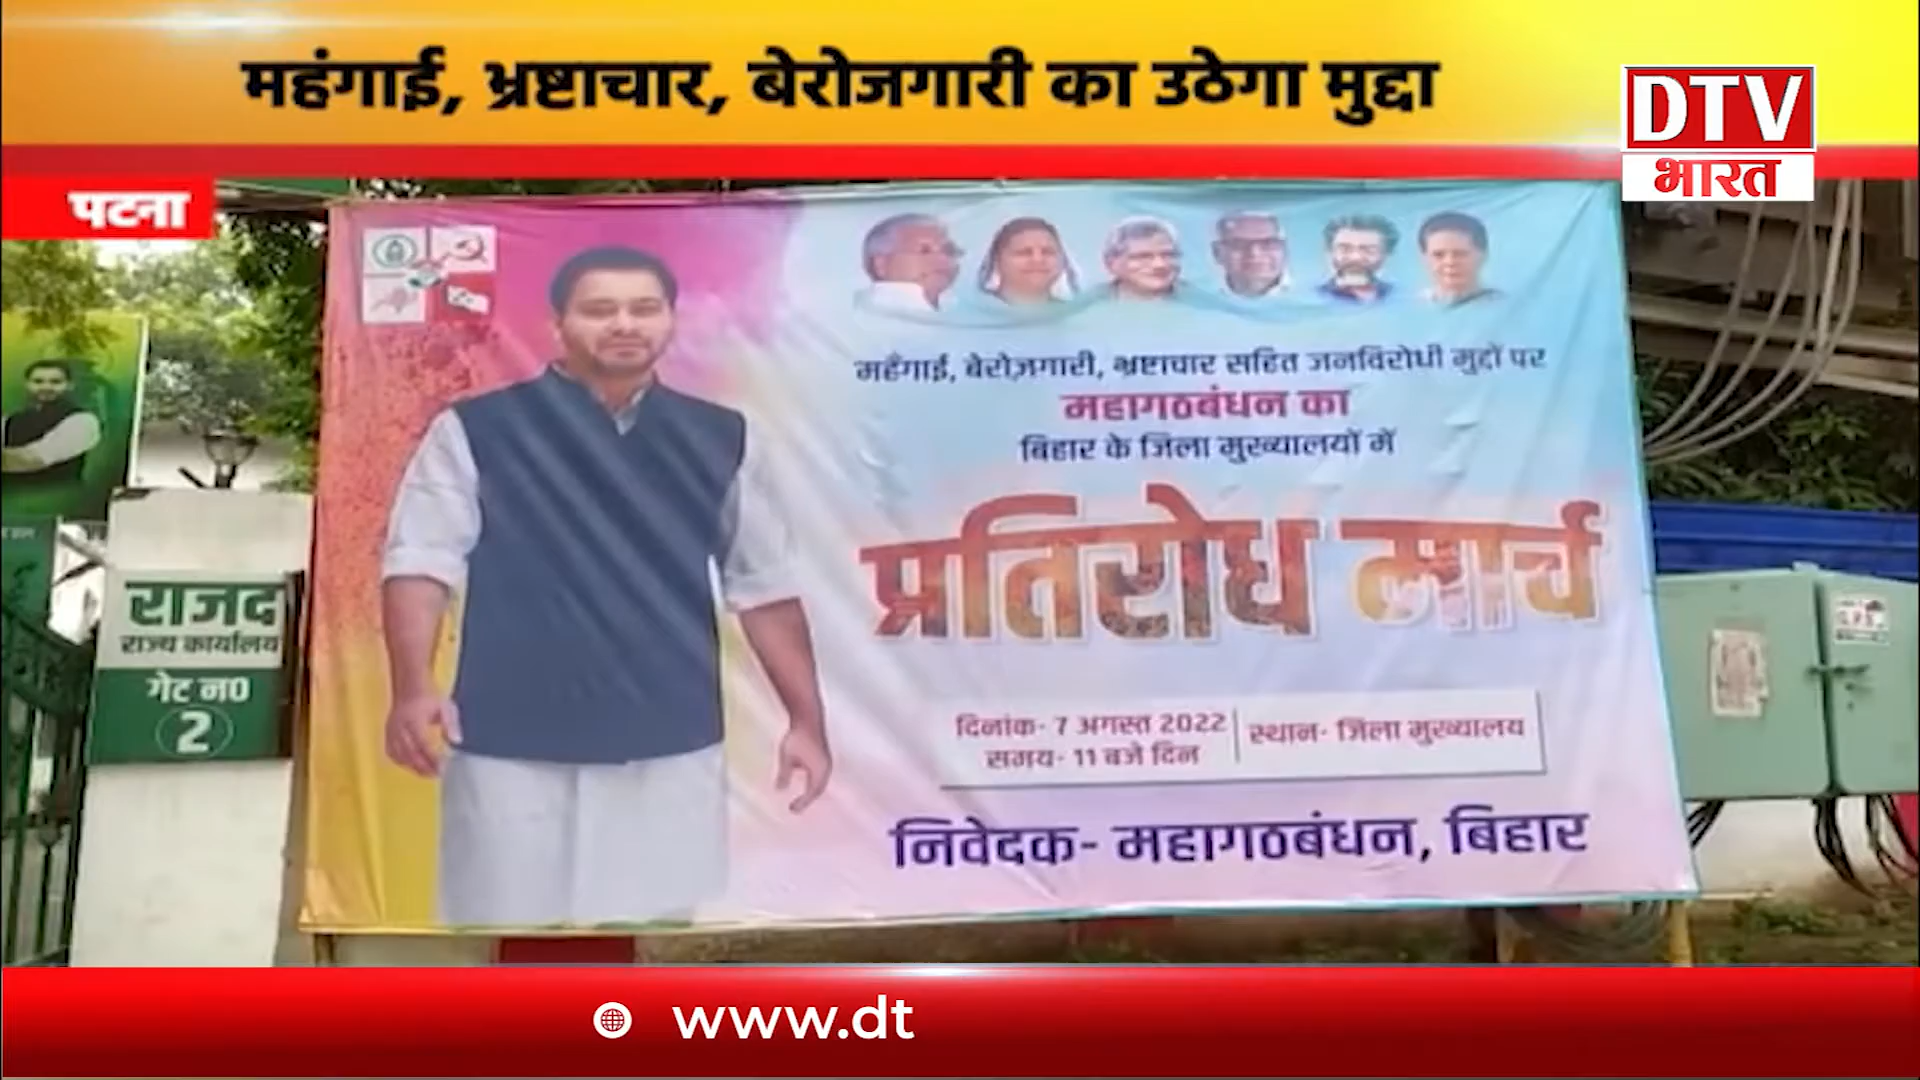 महंगाई, भ्रष्टाचार, बेरोजगारी का उठेगा मुद्दा
DTV
भारत
पटना
महँगाई, बेरोज़गारी, भ्रष्टाचार सहित जनविरोधी मुद्दों पर
महागठबंधन का
बिहार के जिला मुख्यालयों में
प्रतिरोध मार्च
दिनांक- 7 अगस्त 2022
समय- 11 बजे दिन
स्थान- जिला मुख्यालय
निवेदक- महागठबंधन, बिहार
राजद
राज्य कार्यालय
गेट न0
2
www.dt